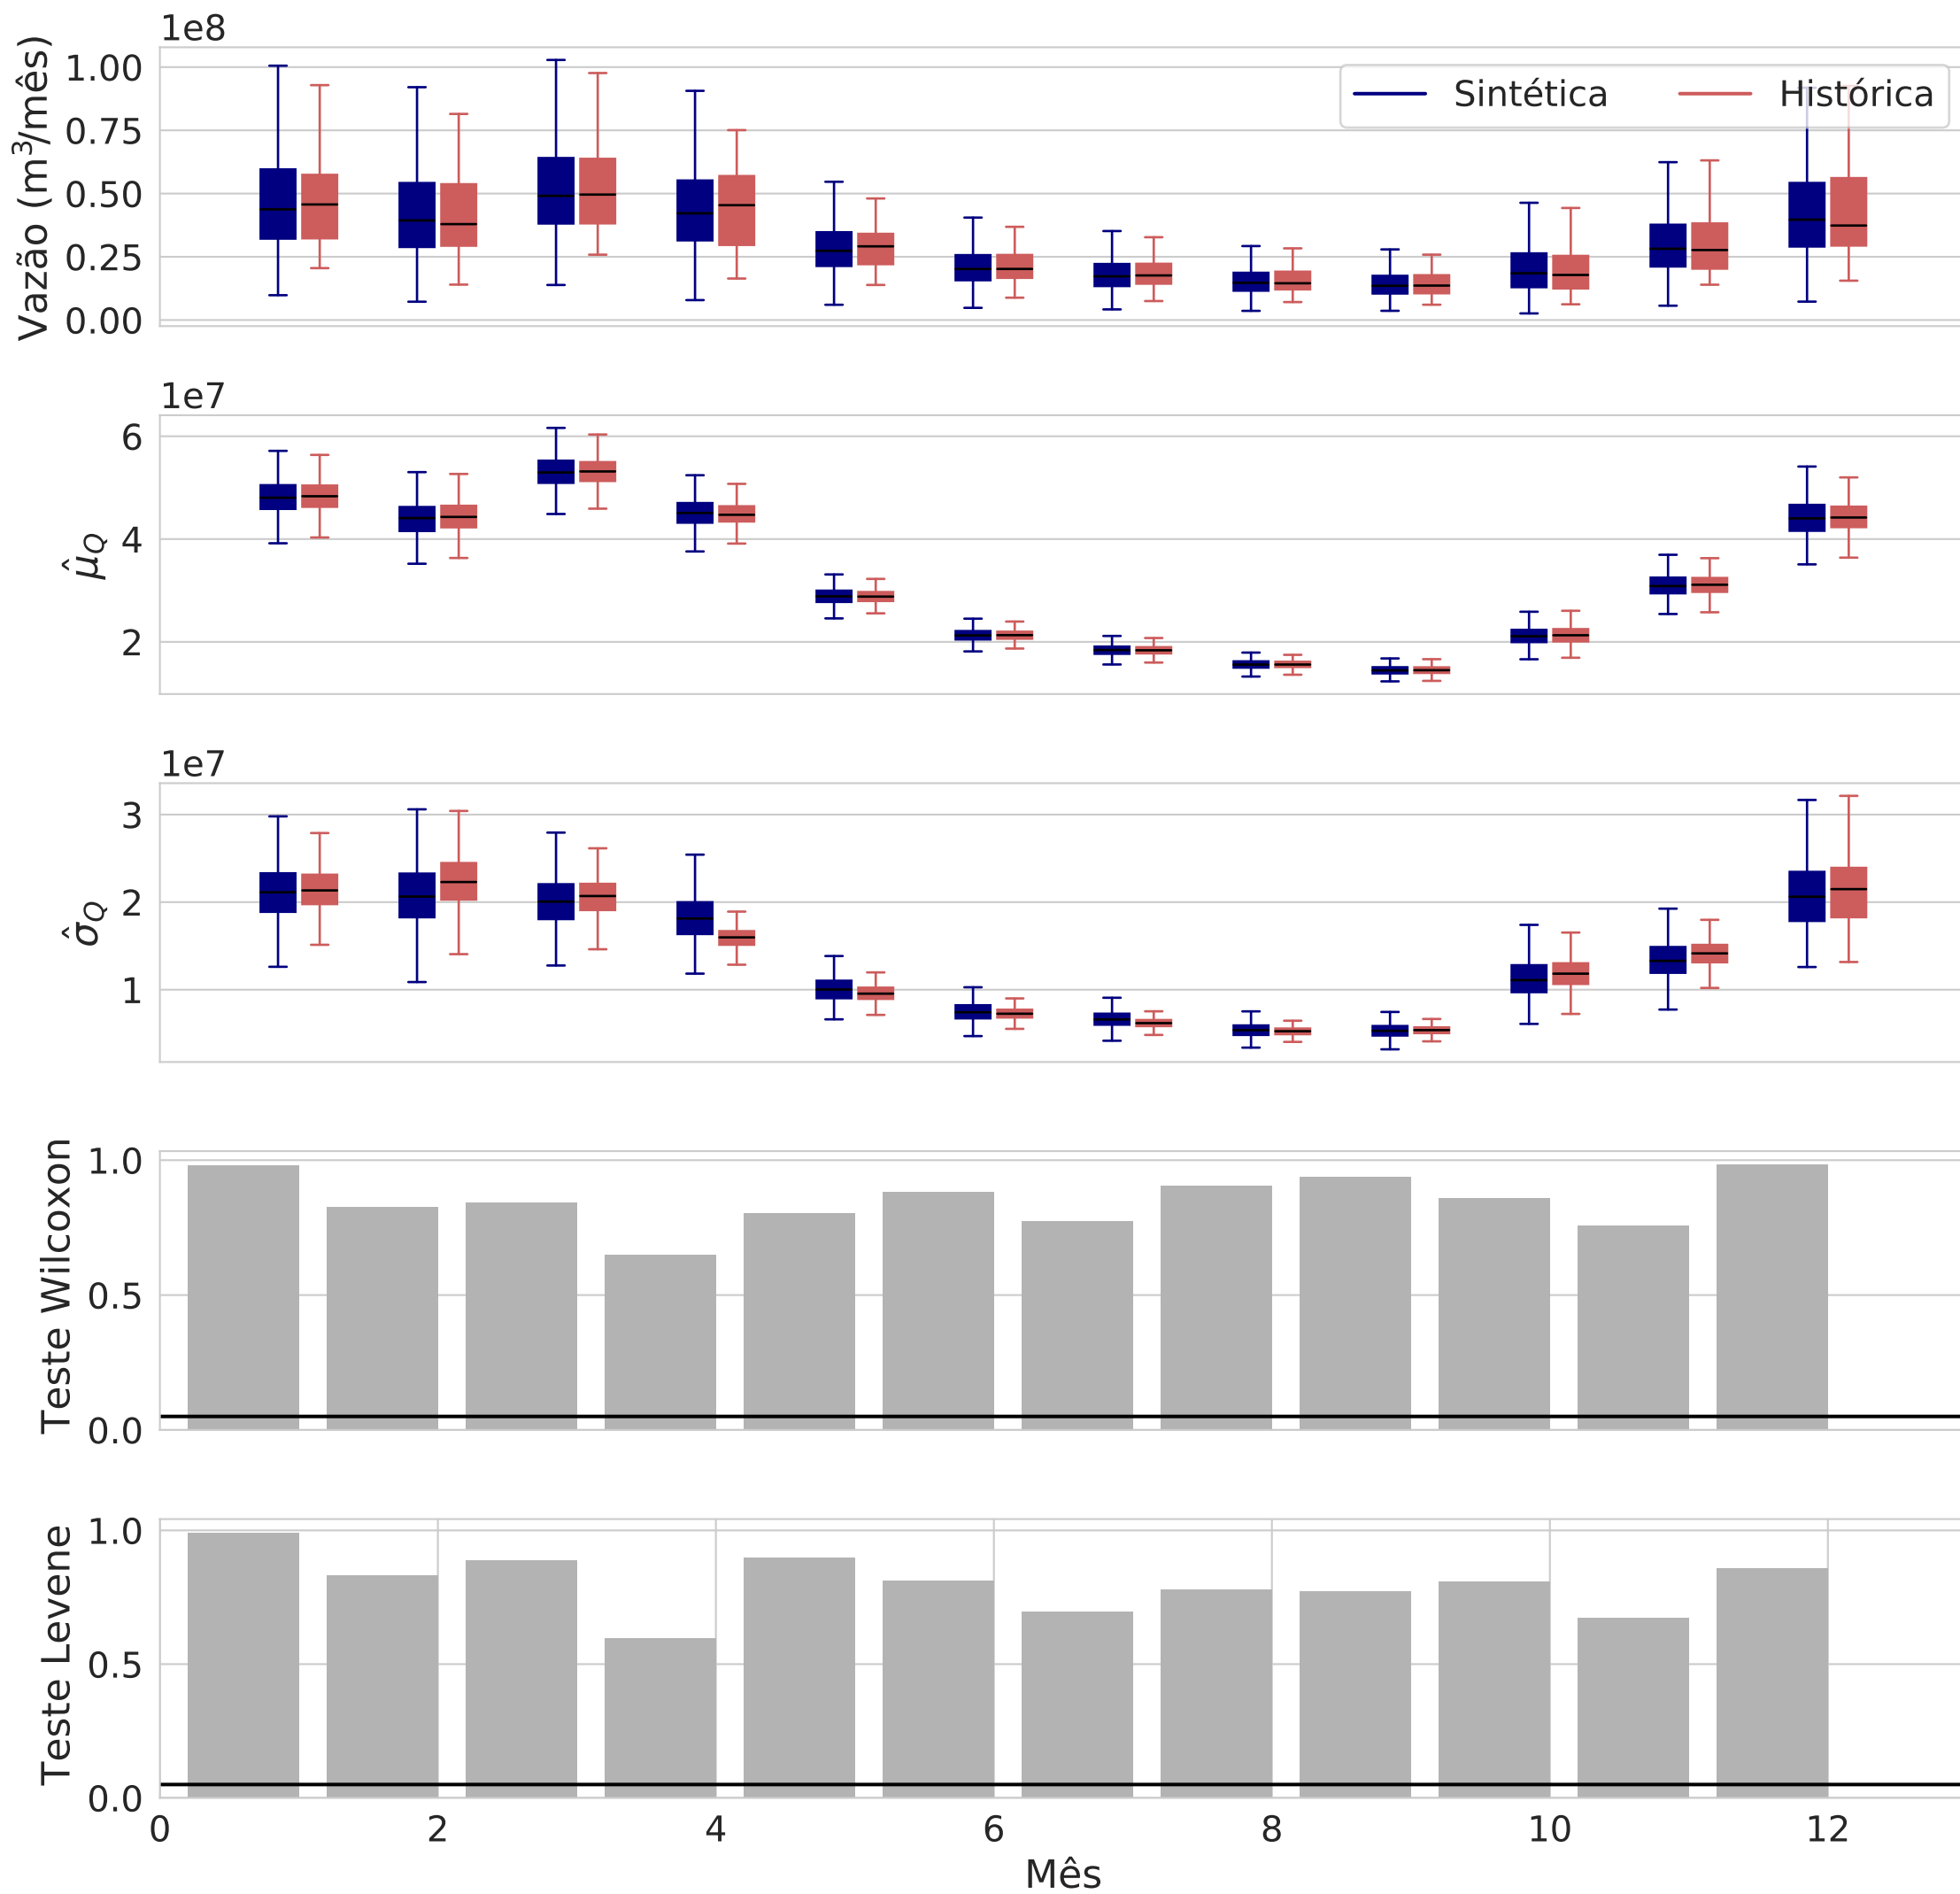 1e8
Vazão (m³/mês)
1.00
0.75
0.50
0.25
0.00
Sintética Histórica
1e7
μ̂Q
6
4
2
1e7
σ̂Q
3
2
1
Teste Wilcoxon
1.0
0.5
0.0
Teste Levene
1.0
0.5
0.0
0 2 4 6 8 10 12
Mês